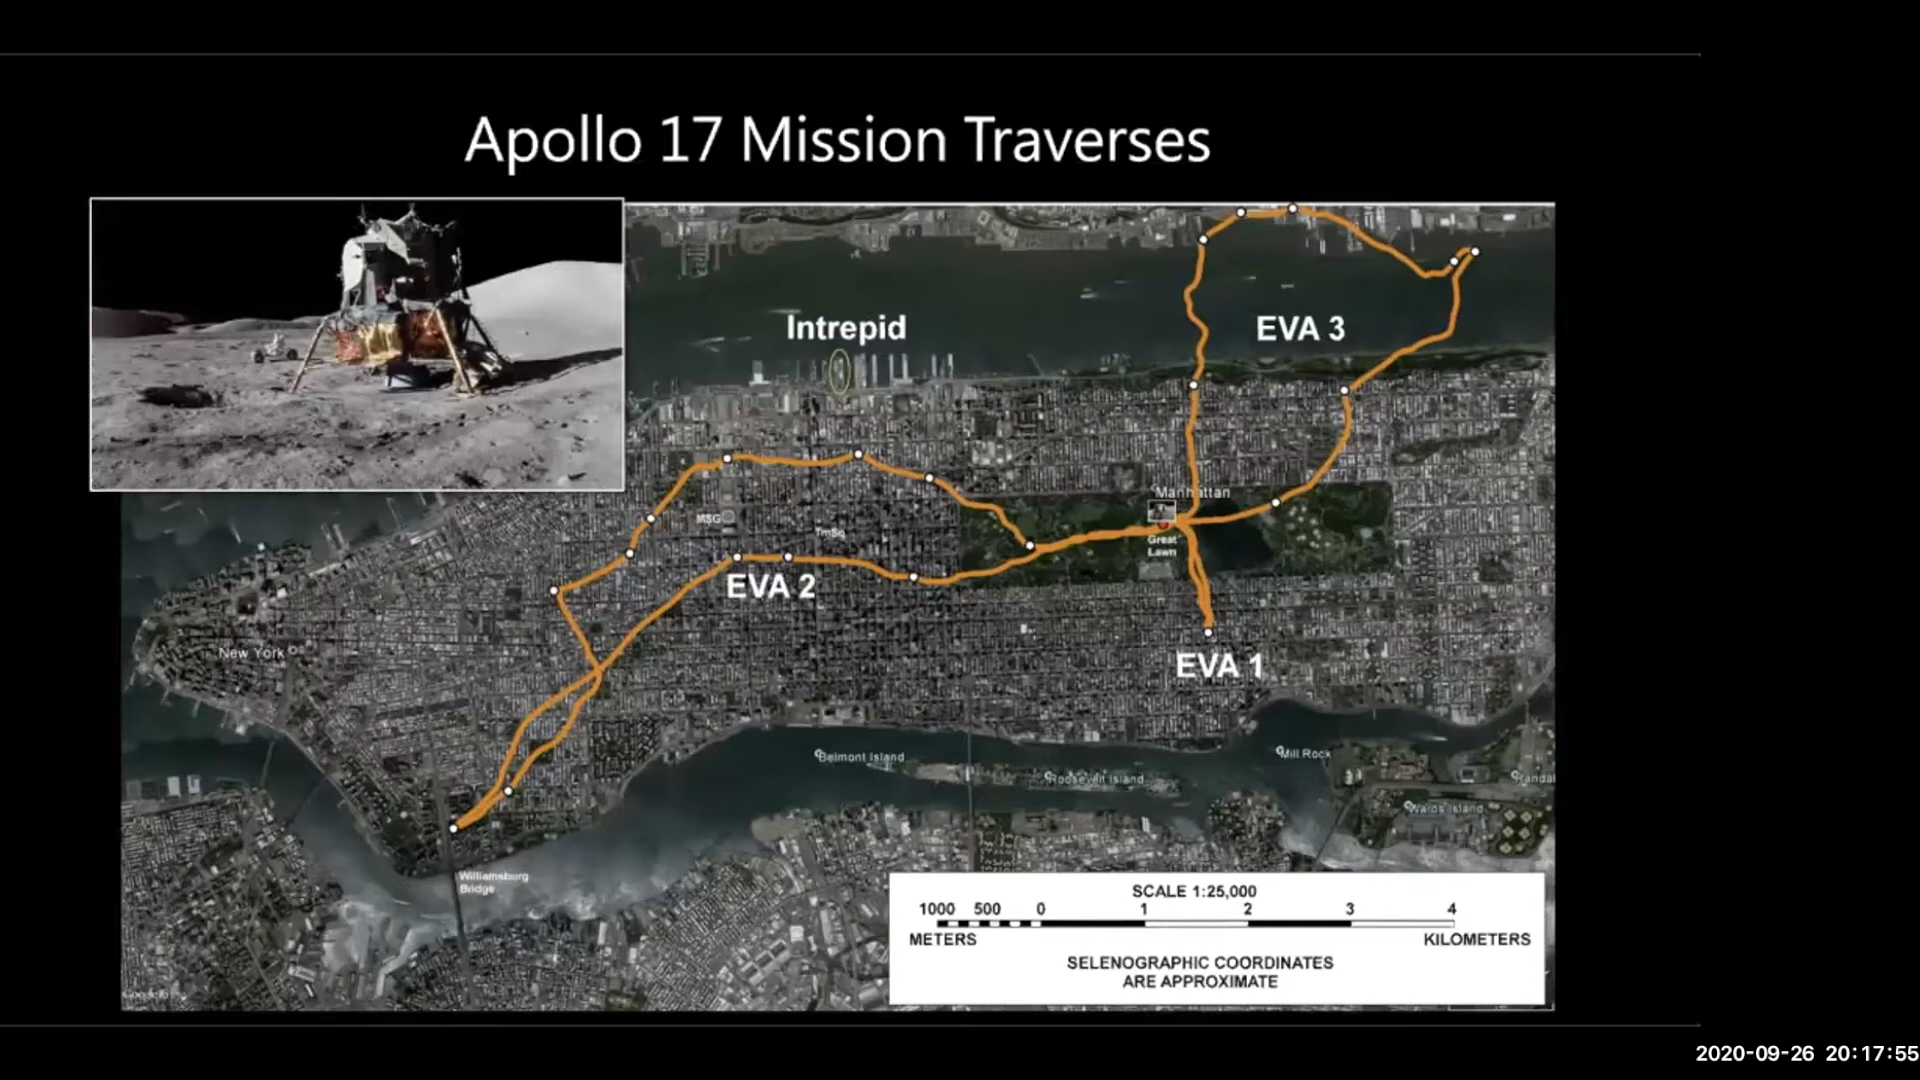 Apollo 17 Mission Traverses
Intrepid
EVA 3
Manhattan
MSG
TmSq
Great
Lawn
EVA 2
New York
EVA 1
Belmont Island
Mill Rock
Roosevelt Island
Randal
Wards Island
Williamsburg
Bridge
SCALE 1:25,000
1000 500 0 1 2 3 4
METERS KILOMETERS
SELENOGRAPHIC COORDINATES
ARE APPROXIMATE
2020-09-26 20:17:55